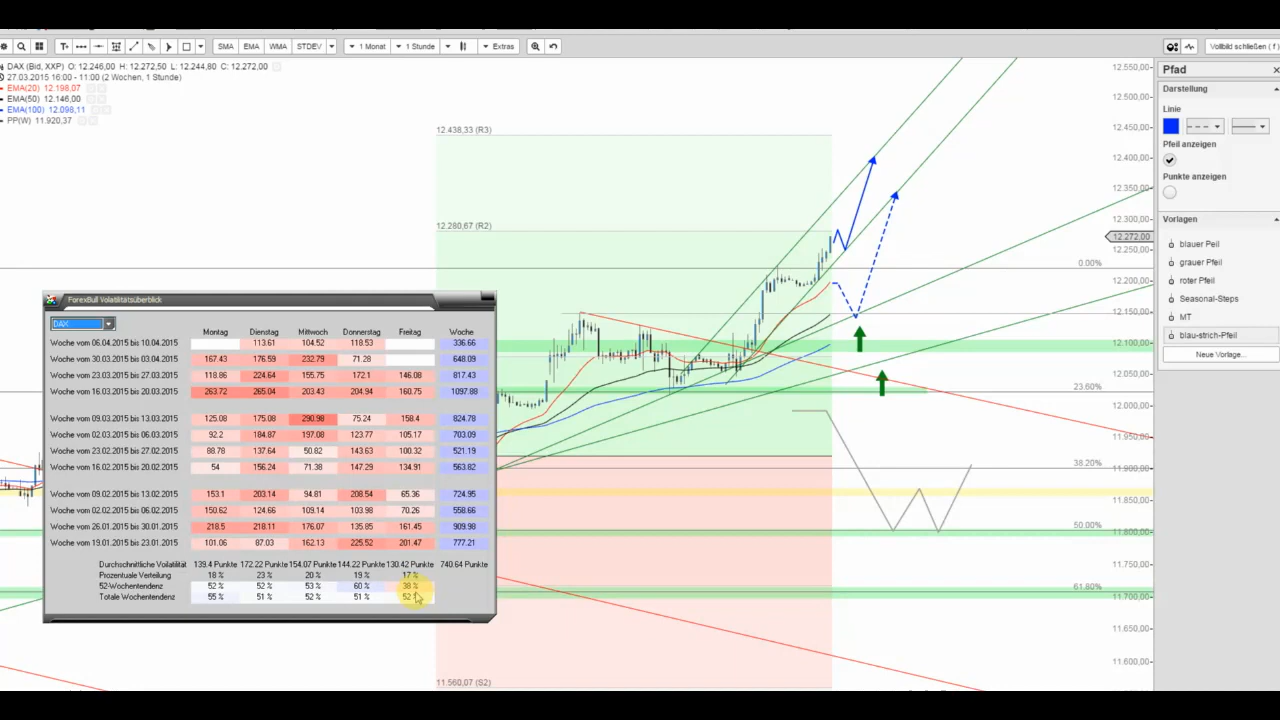 SMA EMA WMA STDEV 1 Monat 1 Stunde Extras Vollbild schließen ( f )
DAX (Bid, XXP) O: 12.246,00 H: 12.272,50 L: 12.244,80 C: 12.272,00
27.03.2015 16:00 - 11:00 (2 Wochen, 1 Stunde)
EMA(20) 12.198,07
EMA(50) 12.146,00
EMA(100) 12.098,11
PP(W) 11.920,37
12.438,33 (R3)
12.280,67 (R2)
11.560,07 (S2)
0.00%
23.60%
38.20%
50.00%
61.80%
12.550,00
12.500,00
12.450,00
12.400,00
12.350,00
12.300,00
12.272,00
12.250,00
12.200,00
12.150,00
12.100,00
12.050,00
12.000,00
11.950,00
11.900,00
11.850,00
11.800,00
11.750,00
11.700,00
11.650,00
11.600,00
Pfad
Darstellung
Linie
Pfeil anzeigen
Punkte anzeigen
Vorlagen
blauer Peil
grauer Pfeil
roter Pfeil
Seasonal-Steps
MT
blau-strich-Pfeil
Neue Vorlage...
ForexBull Volatilitätsüberblick
DAX
Montag Dienstag Mittwoch Donnerstag Freitag Woche
Woche vom 06.04.2015 bis 10.04.2015 113.61 104.52 118.53 336.66
Woche vom 30.03.2015 bis 03.04.2015 167.43 176.59 232.79 71.28 648.09
Woche vom 23.03.2015 bis 27.03.2015 118.86 224.64 155.75 172.1 146.08 817.43
Woche vom 16.03.2015 bis 20.03.2015 263.72 265.04 203.43 204.94 160.75 1097.88
Woche vom 09.03.2015 bis 13.03.2015 125.08 175.08 290.98 75.24 158.4 824.78
Woche vom 02.03.2015 bis 06.03.2015 92.2 184.87 197.08 123.77 105.17 703.09
Woche vom 23.02.2015 bis 27.02.2015 88.78 137.64 50.82 143.63 100.32 521.19
Woche vom 16.02.2015 bis 20.02.2015 54 156.24 71.38 147.29 134.91 563.82
Woche vom 09.02.2015 bis 13.02.2015 153.1 203.14 94.81 208.54 65.36 724.95
Woche vom 02.02.2015 bis 06.02.2015 150.62 124.66 109.14 103.98 70.26 558.66
Woche vom 26.01.2015 bis 30.01.2015 218.5 218.11 176.07 135.85 161.45 909.98
Woche vom 19.01.2015 bis 23.01.2015 101.06 87.03 162.13 225.52 201.47 777.21
Durchschnittliche Volatilität 139.4 Punkte 172.22 Punkte 154.07 Punkte 144.22 Punkte 130.42 Punkte 740.64 Punkte
Prozentuale Verteilung 18 % 23 % 20 % 19 % 17 %
52-Wochentendenz 52 % 52 % 53 % 60 % 38 %
Totale Wochentendenz 55 % 51 % 52 % 51 % 52